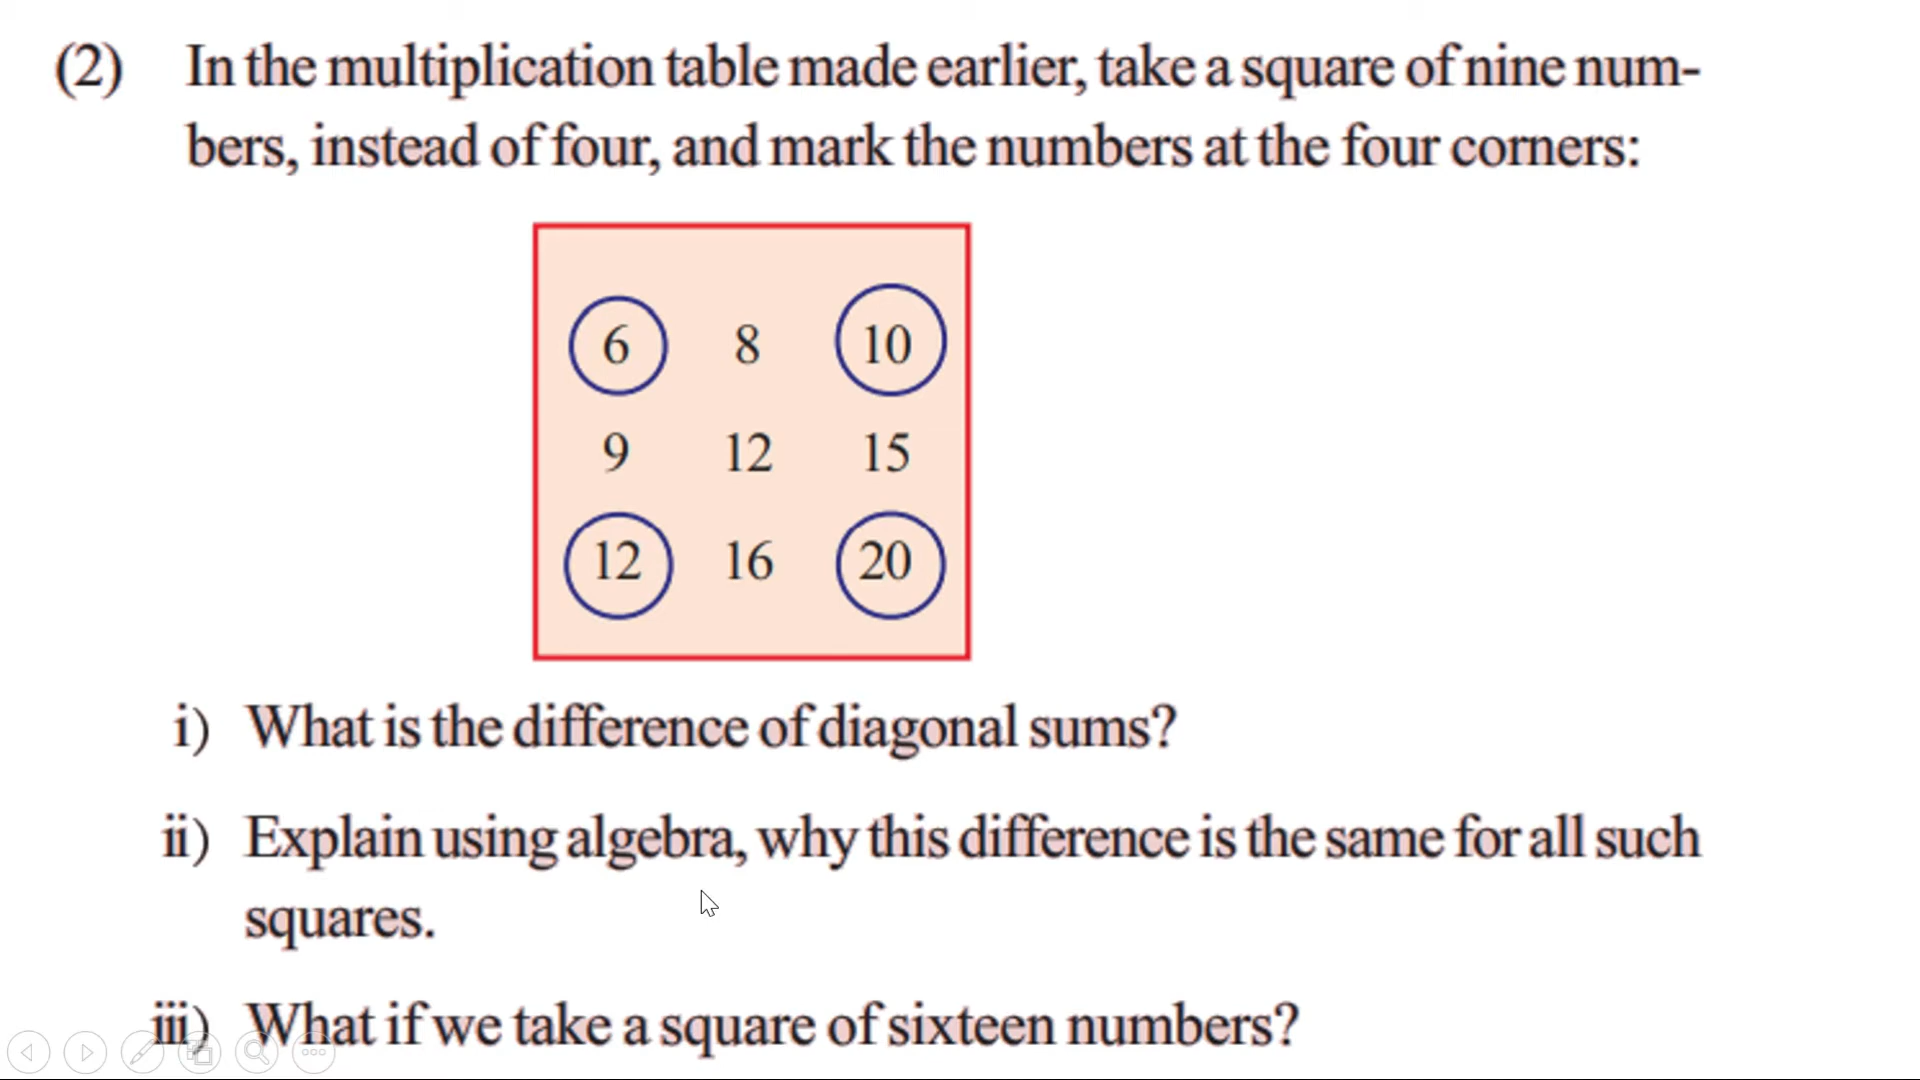 (2) In the multiplication table made earlier, take a square of nine num-
bers, instead of four, and mark the numbers at the four corners:
6 8 10
9 12 15
12 16 20
i) What is the difference of diagonal sums?
ii) Explain using algebra, why this difference is the same for all such
squares.
iii) What if we take a square of sixteen numbers?